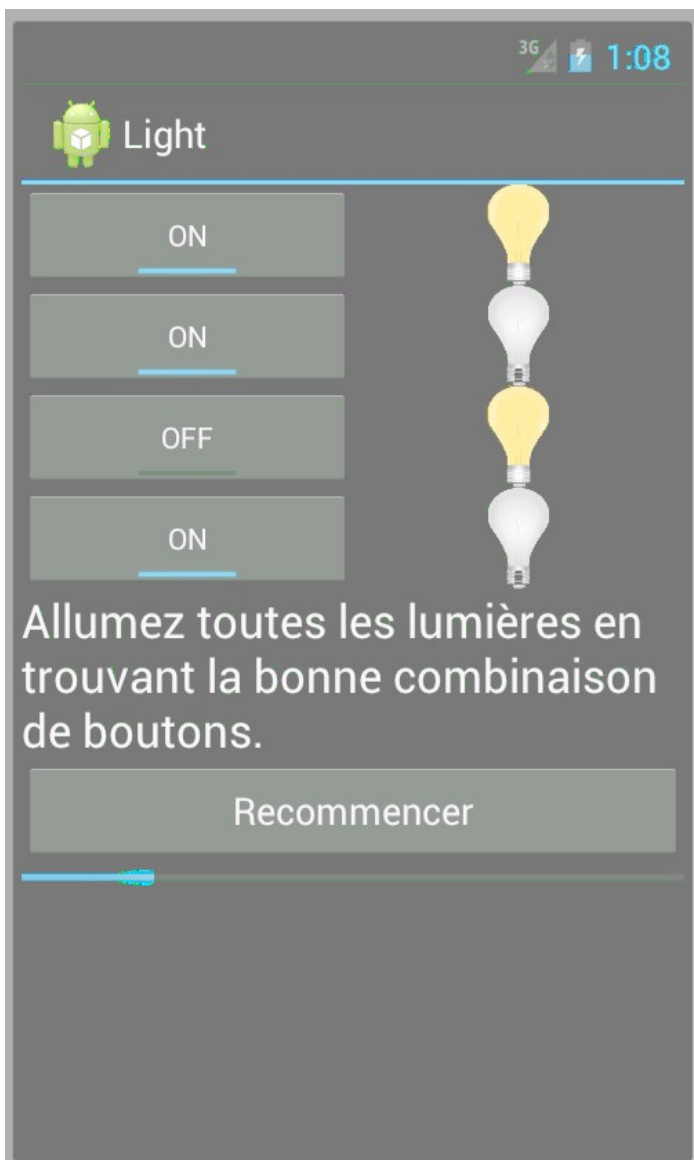 3G 1:08
Light
ON
ON
OFF
ON
Allumez toutes les lumières en
trouvant la bonne combinaison
de boutons.
Recommencer